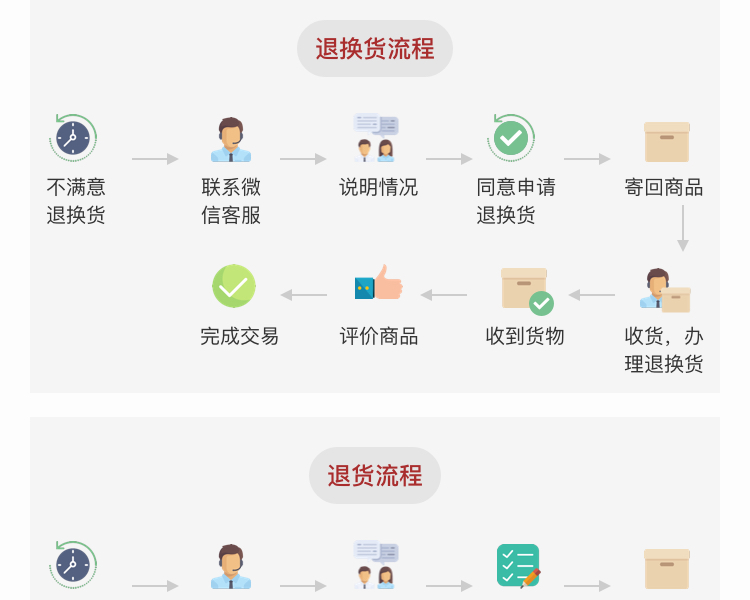 退换货流程
不满意
退换货
联系微
信客服
说明情况
同意申请
退换货
寄回商品
收货，办
理退换货
收到货物
评价商品
完成交易
退货流程